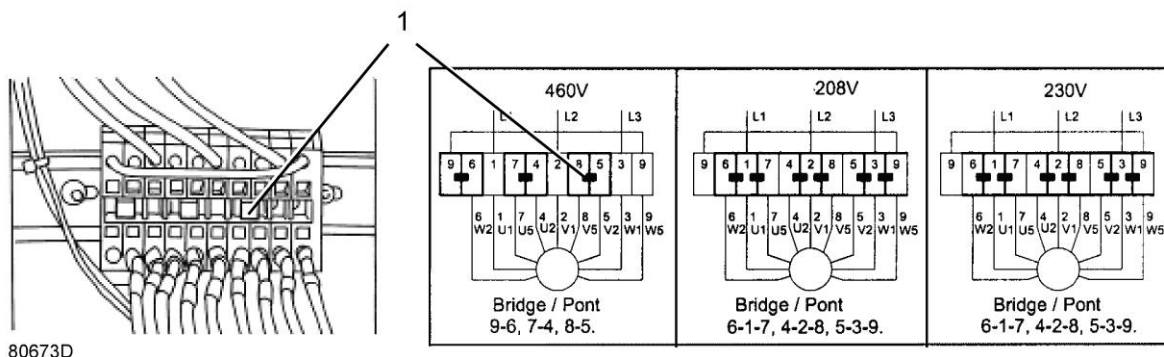 1
460V
L
L2
L3
9 6 1 7 4 2 8 5 3 9
6 1 7 4 2 8 5 3 9
W2 U1 U5 U2 V1 V5 V2 W1 W5
Bridge / Pont
9-6, 7-4, 8-5.
208V
L1
L2
L3
9 6 1 7 4 2 8 5 3 9
6 1 7 4 2 8 5 3 9
W2 U1 U5 U2 V1 V5 V2 W1 W5
Bridge / Pont
6-1-7, 4-2-8, 5-3-9.
230V
L1
L2
L3
9 6 1 7 4 2 8 5 3 9
6 1 7 4 2 8 5 3 9
W2 U1 U5 U2 V1 V5 V2 W1 W5
Bridge / Pont
6-1-7, 4-2-8, 5-3-9.
80673D